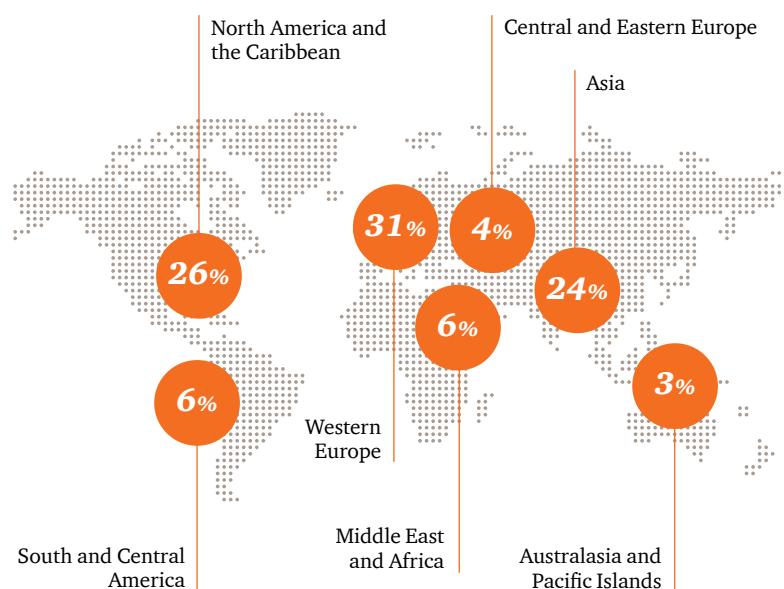 North America and
the Caribbean
Central and Eastern Europe
Asia
31%
4%
26%
24%
6%
3%
6%
Western
Europe
Middle East
and Africa
South and Central
America
Australasia and
Pacific Islands